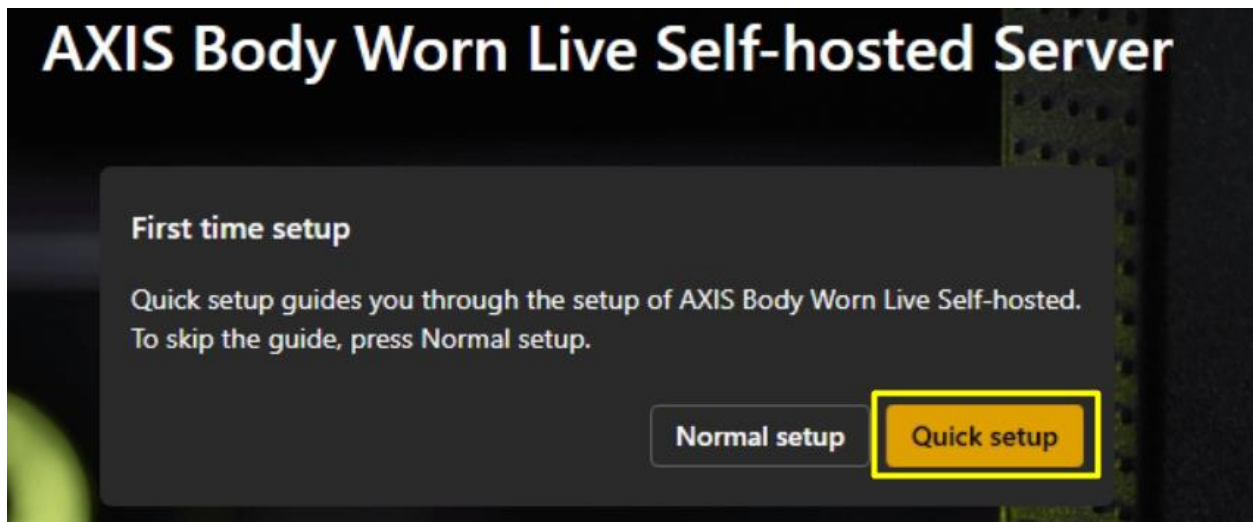 AXIS Body Worn Live Self-hosted Server
First time setup
Quick setup guides you through the setup of AXIS Body Worn Live Self-hosted.
To skip the guide, press Normal setup.
Normal setup
Quick setup